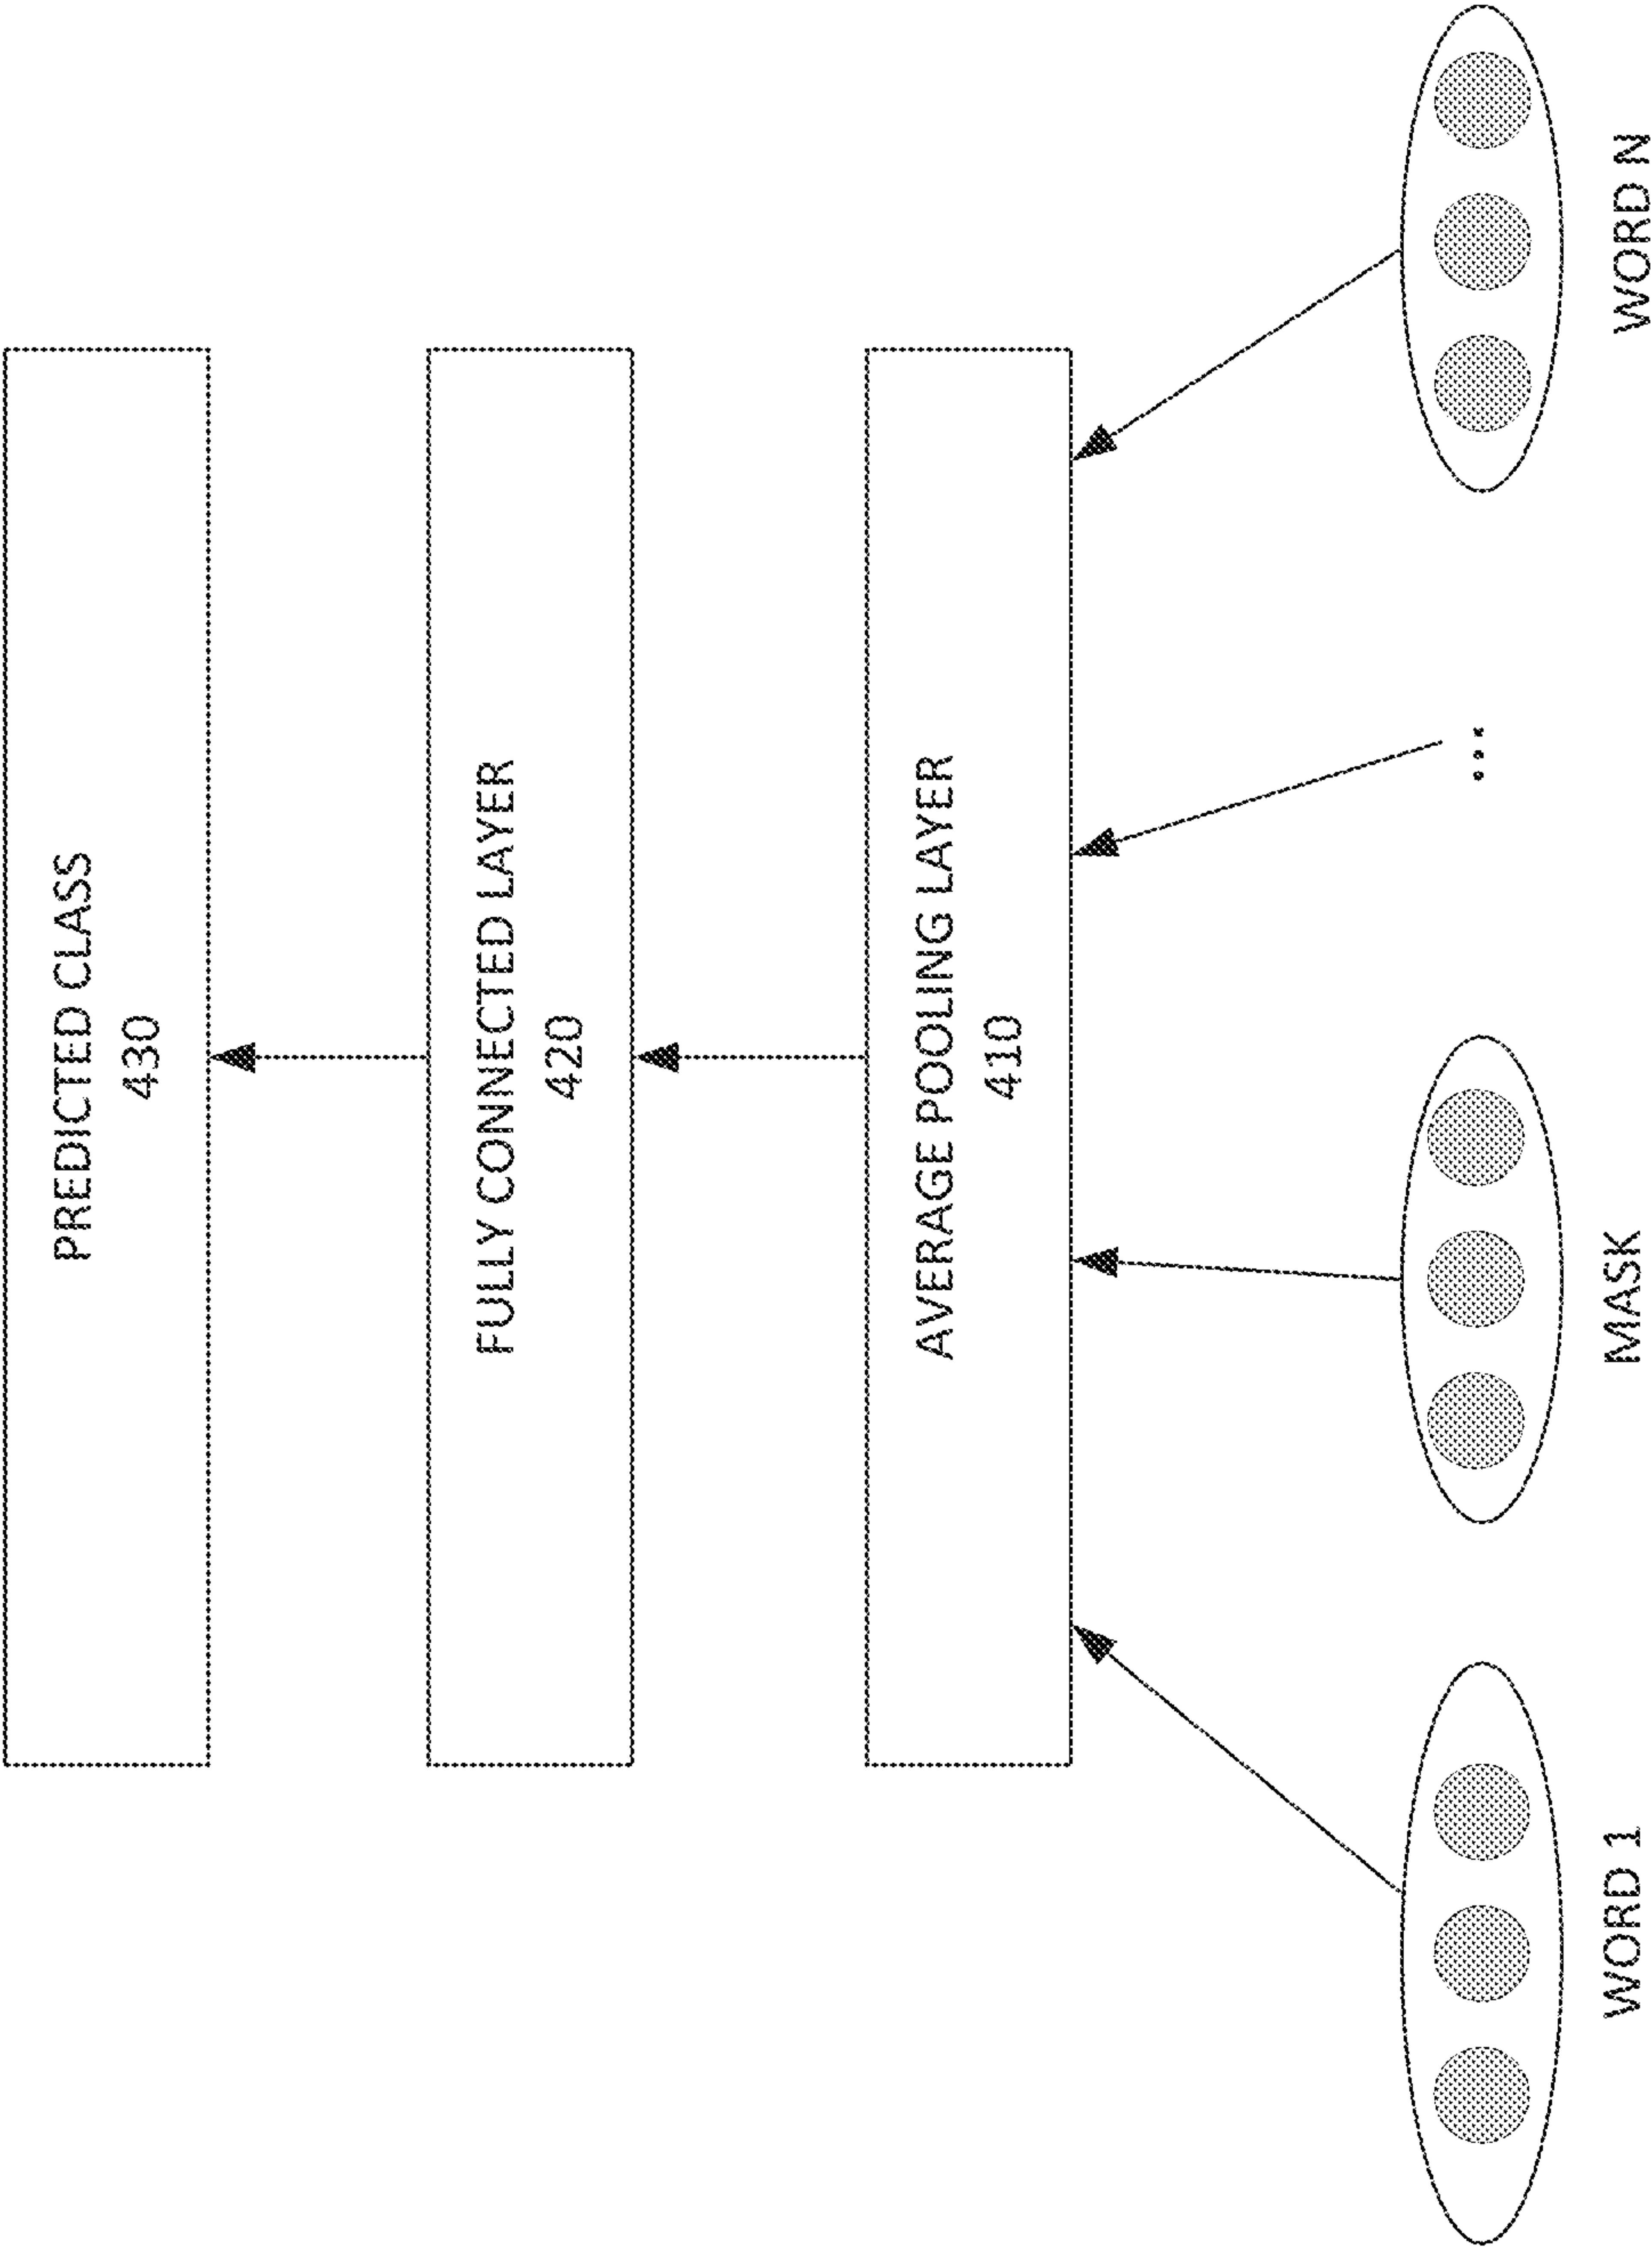 PREDICTED CLASS
430
FULLY CONNECTED LAYER
420
AVERAGE POOLING LAYER
410
...
WORD 1
MASK
WORD N